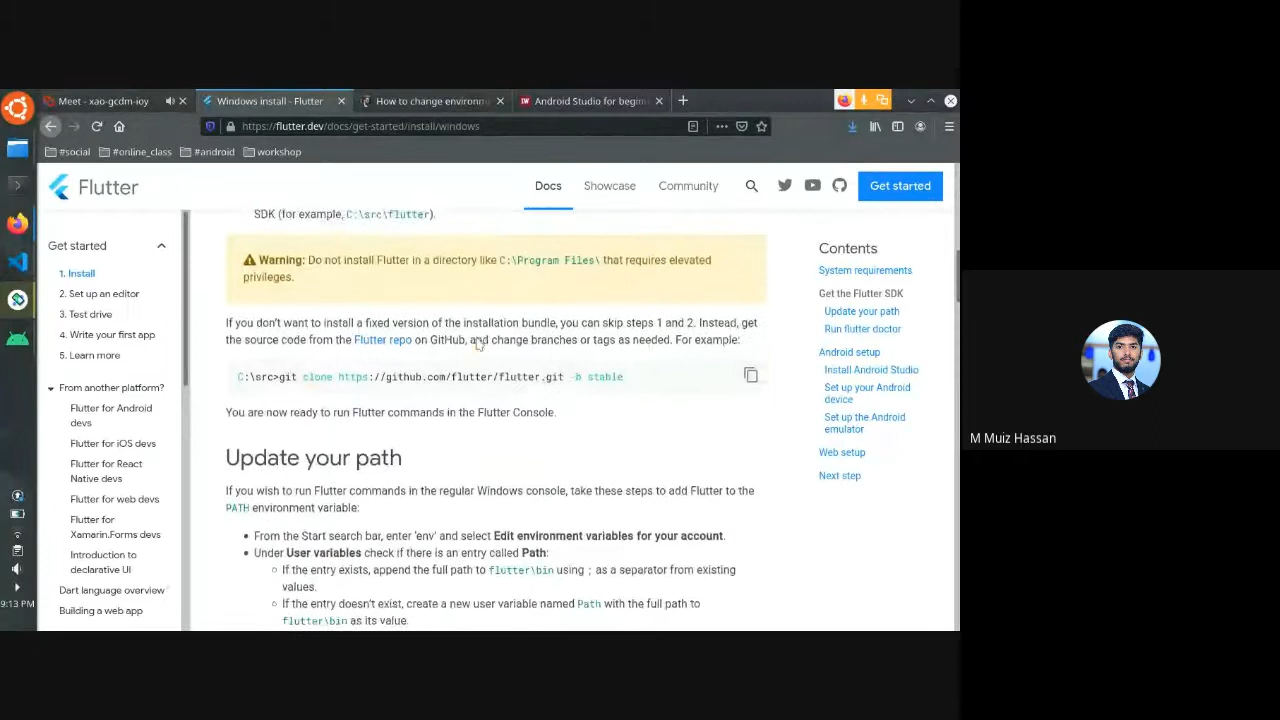 Meet - xao-gcdm-ioy
Windows install - Flutter
How to change environm
Android Studio for begin
https://flutter.dev/docs/get-started/install/windows
#social
#online_class
#android
workshop
Flutter
Docs
Showcase
Community
Get started
Get started
1. Install
2. Set up an editor
3. Test drive
4. Write your first app
5. Learn more
From another platform?
Flutter for Android
devs
Flutter for iOS devs
Flutter for React
Native devs
Flutter for web devs
Flutter for
Xamarin.Forms devs
Introduction to
declarative UI
Dart language overview
Building a web app
SDK (for example, C:\src\flutter).
Warning: Do not install Flutter in a directory like C:\Program Files\ that requires elevated
privileges.
If you don't want to install a fixed version of the installation bundle, you can skip steps 1 and 2. Instead, get
the source code from the Flutter repo on GitHub, and change branches or tags as needed. For example:
C:\src>git clone https://github.com/flutter/flutter.git -b stable
You are now ready to run Flutter commands in the Flutter Console.
Update your path
If you wish to run Flutter commands in the regular Windows console, take these steps to add Flutter to the
PATH environment variable:
From the Start search bar, enter 'env' and select Edit environment variables for your account.
Under User variables check if there is an entry called Path:
If the entry exists, append the full path to flutter\bin using ; as a separator from existing
values.
If the entry doesn't exist, create a new user variable named Path with the full path to
flutter\bin as its value.
Contents
System requirements
Get the Flutter SDK
Update your path
Run flutter doctor
Android setup
Install Android Studio
Set up your Android
device
Set up the Android
emulator
Web setup
Next step
9:13 PM
M Muiz Hassan